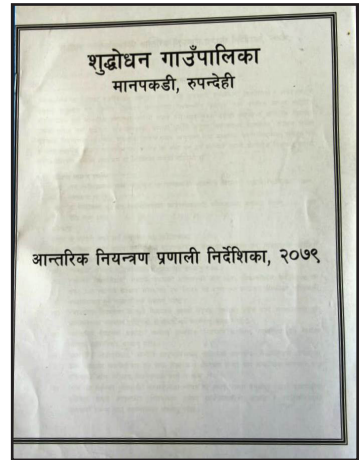 शुद्धोधन गाउँपालिका
मानपकडी, रुपन्देही
आन्तरिक नियन्त्रण प्रणाली निर्देशिका, २०७९